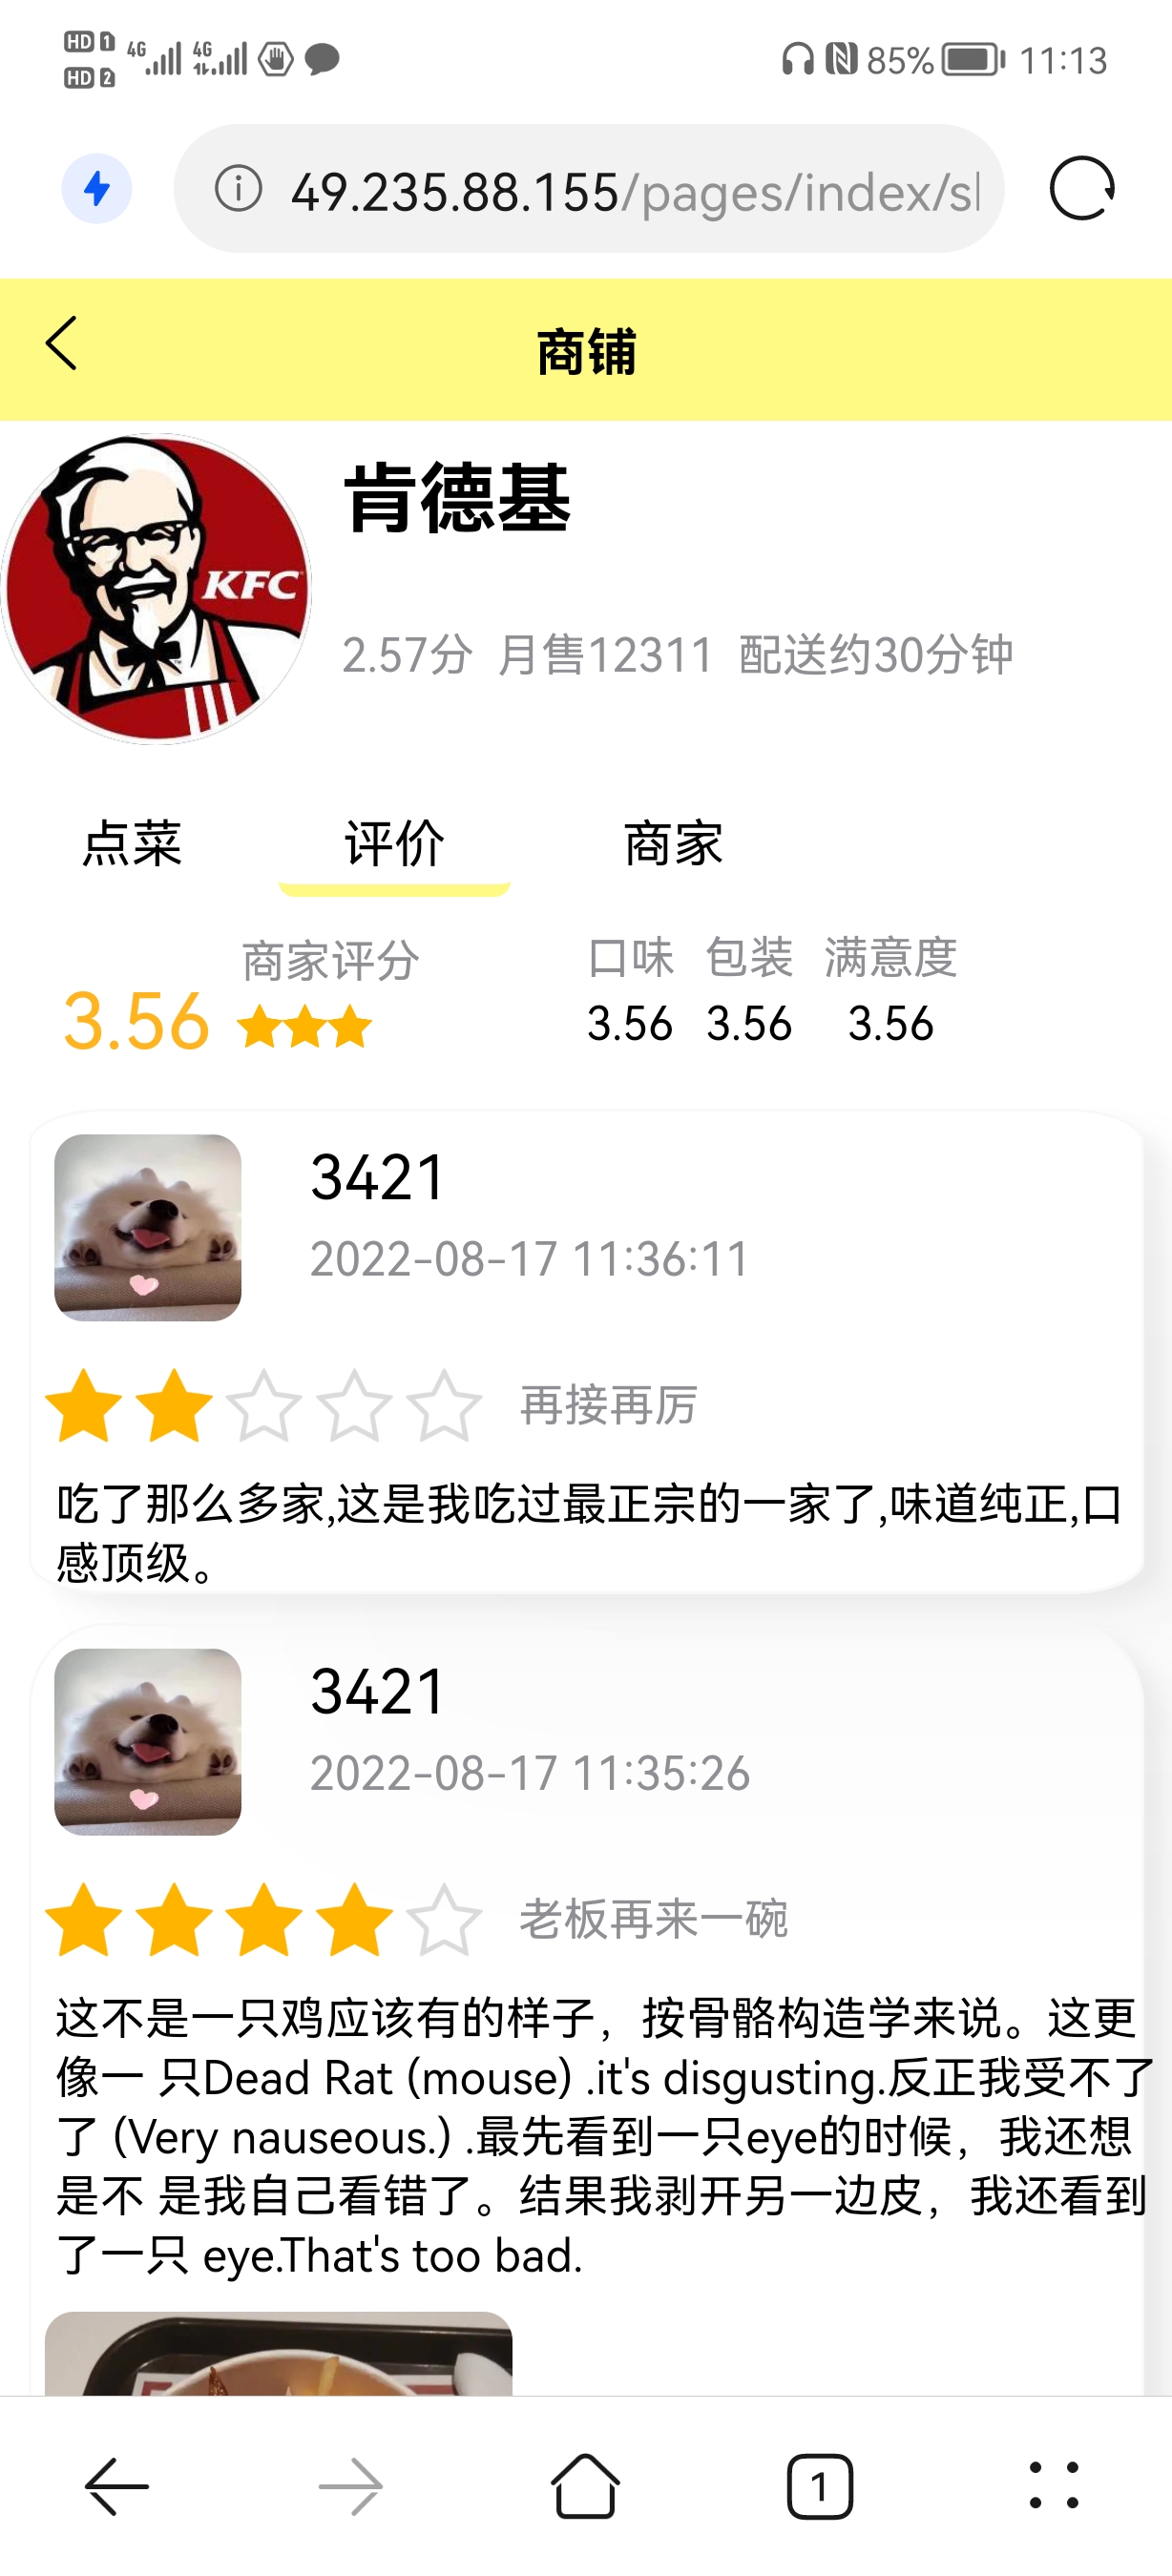 HD 1 4G 4G 85% 11:13
HD 2
49.235.88.155/pages/index/sl
商铺
肯德基
KFC
2.57分 月售12311 配送约30分钟
点菜 评价 商家
商家评分 口味 包装 满意度
3.56 3.56 3.56 3.56
3421
2022-08-17 11:36:11
再接再厉
吃了那么多家,这是我吃过最正宗的一家了,味道纯正,口
感顶级。
3421
2022-08-17 11:35:26
老板再来一碗
这不是一只鸡应该有的样子，按骨骼构造学来说。这更
像一 只Dead Rat (mouse) .it's disgusting.反正我受不了
了 (Very nauseous.) .最先看到一只eye的时候，我还想
是不 是我自己看错了。结果我剥开另一边皮，我还看到
了一只 eye.That's too bad.
1